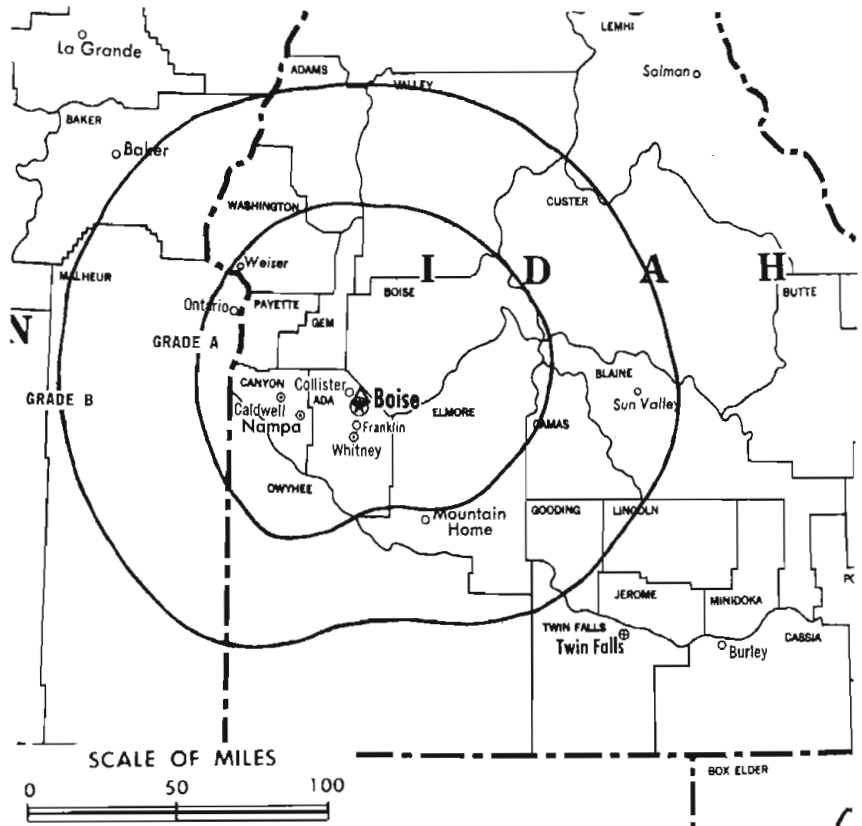 LEMHI
La Grande
ADAMS
VALLEY
Salman
BAKER
Baker
CUSTER
WASHINGTON
Weiser
MALHEUR
I D A H
BOISE
BUTTE
Ontario
PAYETTE
N
GEM
GRADE A
BLAINE
CANYON
Collister
ADA
Boise
Sun Valley
GRADE B
Caldwell
ELMORE
Nampa
Franklin
CAMAS
Whitney
OWYHEE
Mountain
Home
GOODING
LINCOLN
JEROME
MINIDOKA
TWIN FALLS
CASSIA
Twin Falls
Burley
SCALE OF MILES
BOX ELDER
0 50 100